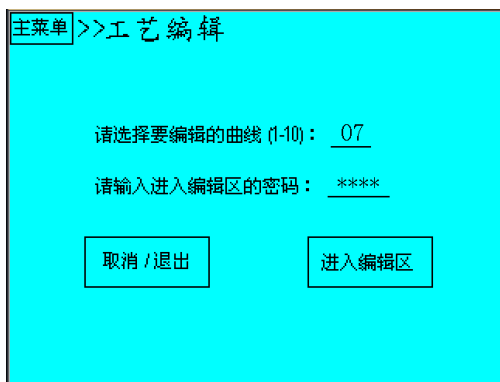 主菜单>>工艺编辑
请选择要编辑的曲线 (1-10)： 07
请输入进入编辑区的密码： ****
取消 / 退出 进入编辑区